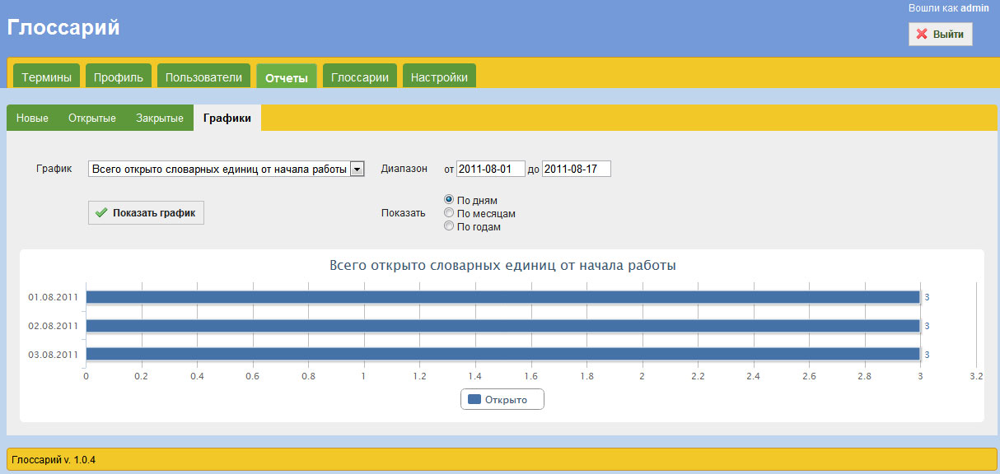 Вошли как admin
Глоссарий
Выйти
Термины Профиль Пользователи Отчеты Глоссарии Настройки
Новые Открытые Закрытые Графики
График Всего открыто словарных единиц от начала работы Диапазон от 2011-08-01 до 2011-08-17
Показать график Показать
По дням
По месяцам
По годам
Всего открыто словарных единиц от начала работы
01.08.2011 3
02.08.2011 3
03.08.2011 3
0 0.2 0.4 0.6 0.8 1 1.2 1.4 1.6 1.8 2 2.2 2.4 2.6 2.8 3 3.2
Открыто
Глоссарий v. 1.0.4